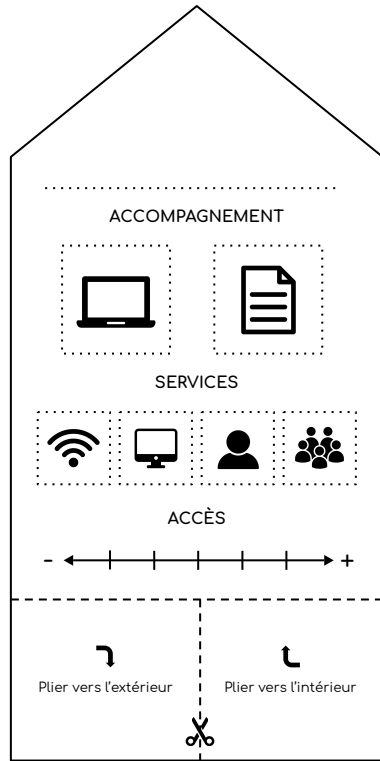 ACCOMPAGNEMENT
SERVICES
ACCÈS
- +
Plier vers l'extérieur
Plier vers l'intérieur